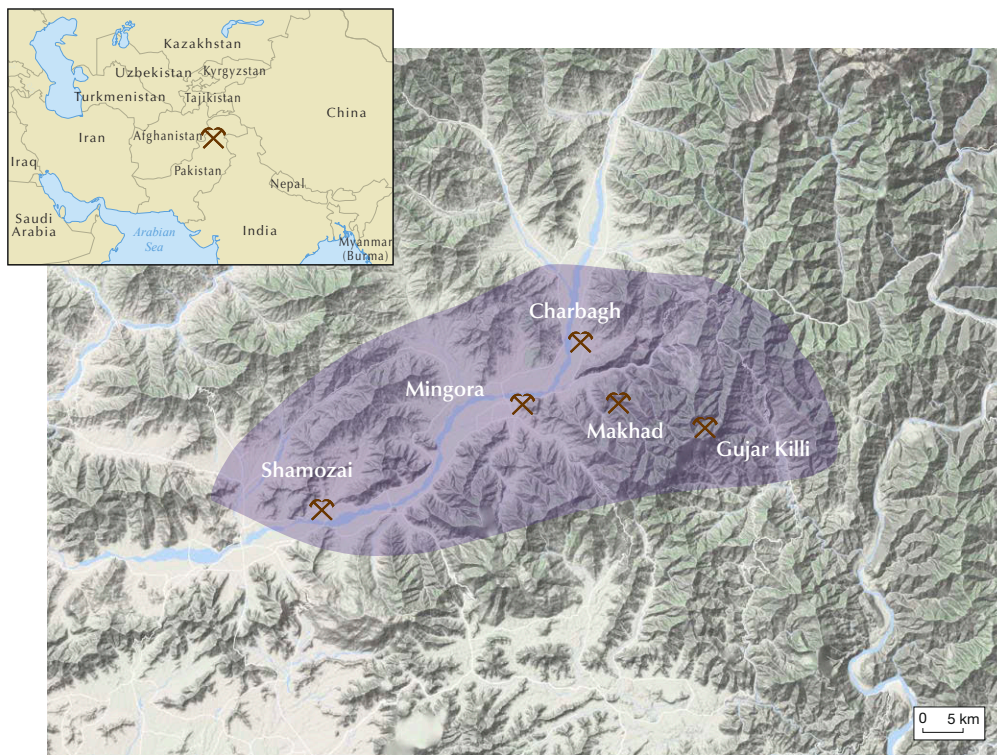 Kazakhstan
Uzbekistan
Kyrgyzstan
Turkmenistan
Tajikistan
China
Iran
Afghanistan
Iraq
Pakistan
Nepal
Saudi
Arabia
Arabian
Sea
India
Myanmar
(Burma)
Charbagh
Mingora
Makhad
Gujar Killi
Shamozai
0 5 km